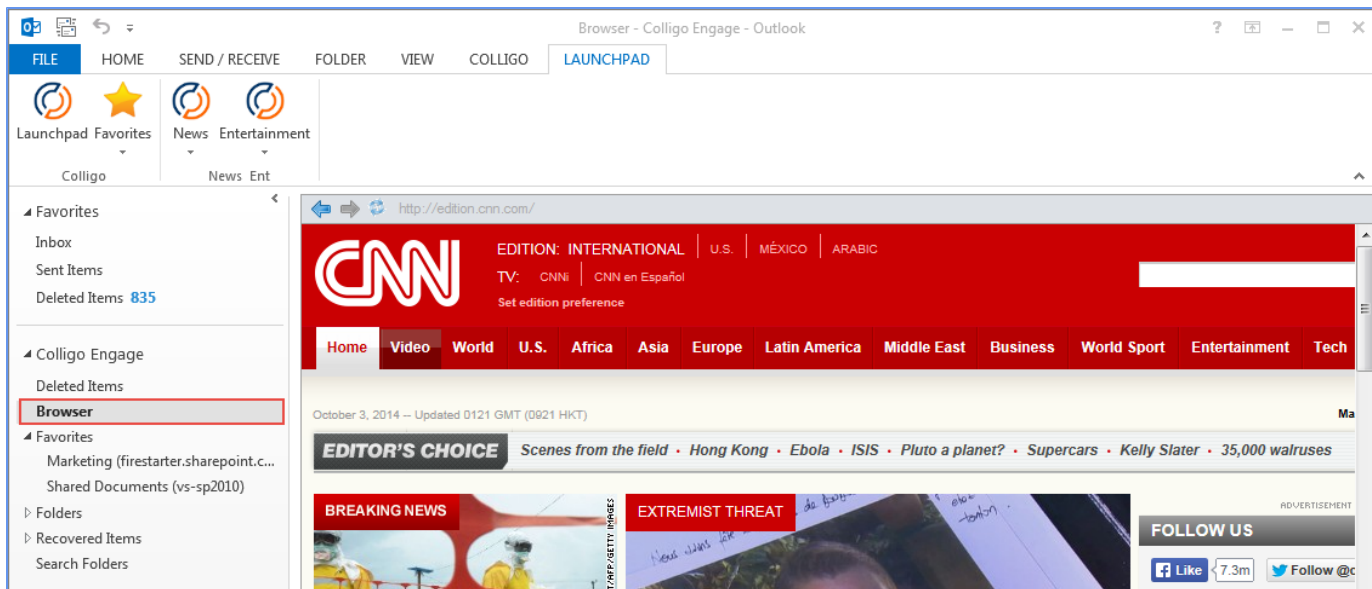 Browser - Colligo Engage - Outlook
FILE HOME SEND / RECEIVE FOLDER VIEW COLLIGO LAUNCHPAD
Launchpad Favorites News Entertainment
Colligo News Ent
Favorites
Inbox
Sent Items
Deleted Items 835
Colligo Engage
Deleted Items
Browser
Favorites
Marketing (firestarter.sharepoint.c...
Shared Documents (vs-sp2010)
Folders
Recovered Items
Search Folders
http://edition.cnn.com/
CNN
EDITION: INTERNATIONAL U.S. MÉXICO ARABIC
TV: CNNi CNN en Español
Set edition preference
Home Video World U.S. Africa Asia Europe Latin America Middle East Business World Sport Entertainment Tech
October 3, 2014 -- Updated 0121 GMT (0921 HKT)
Ma
EDITOR'S CHOICE Scenes from the field • Hong Kong • Ebola • ISIS • Pluto a planet? • Supercars • Kelly Slater • 35,000 walruses
BREAKING NEWS
T/AFP/GETTY IMAGES
EXTREMIST THREAT
ADVERTISEMENT
FOLLOW US
Like 7.3m Follow @c